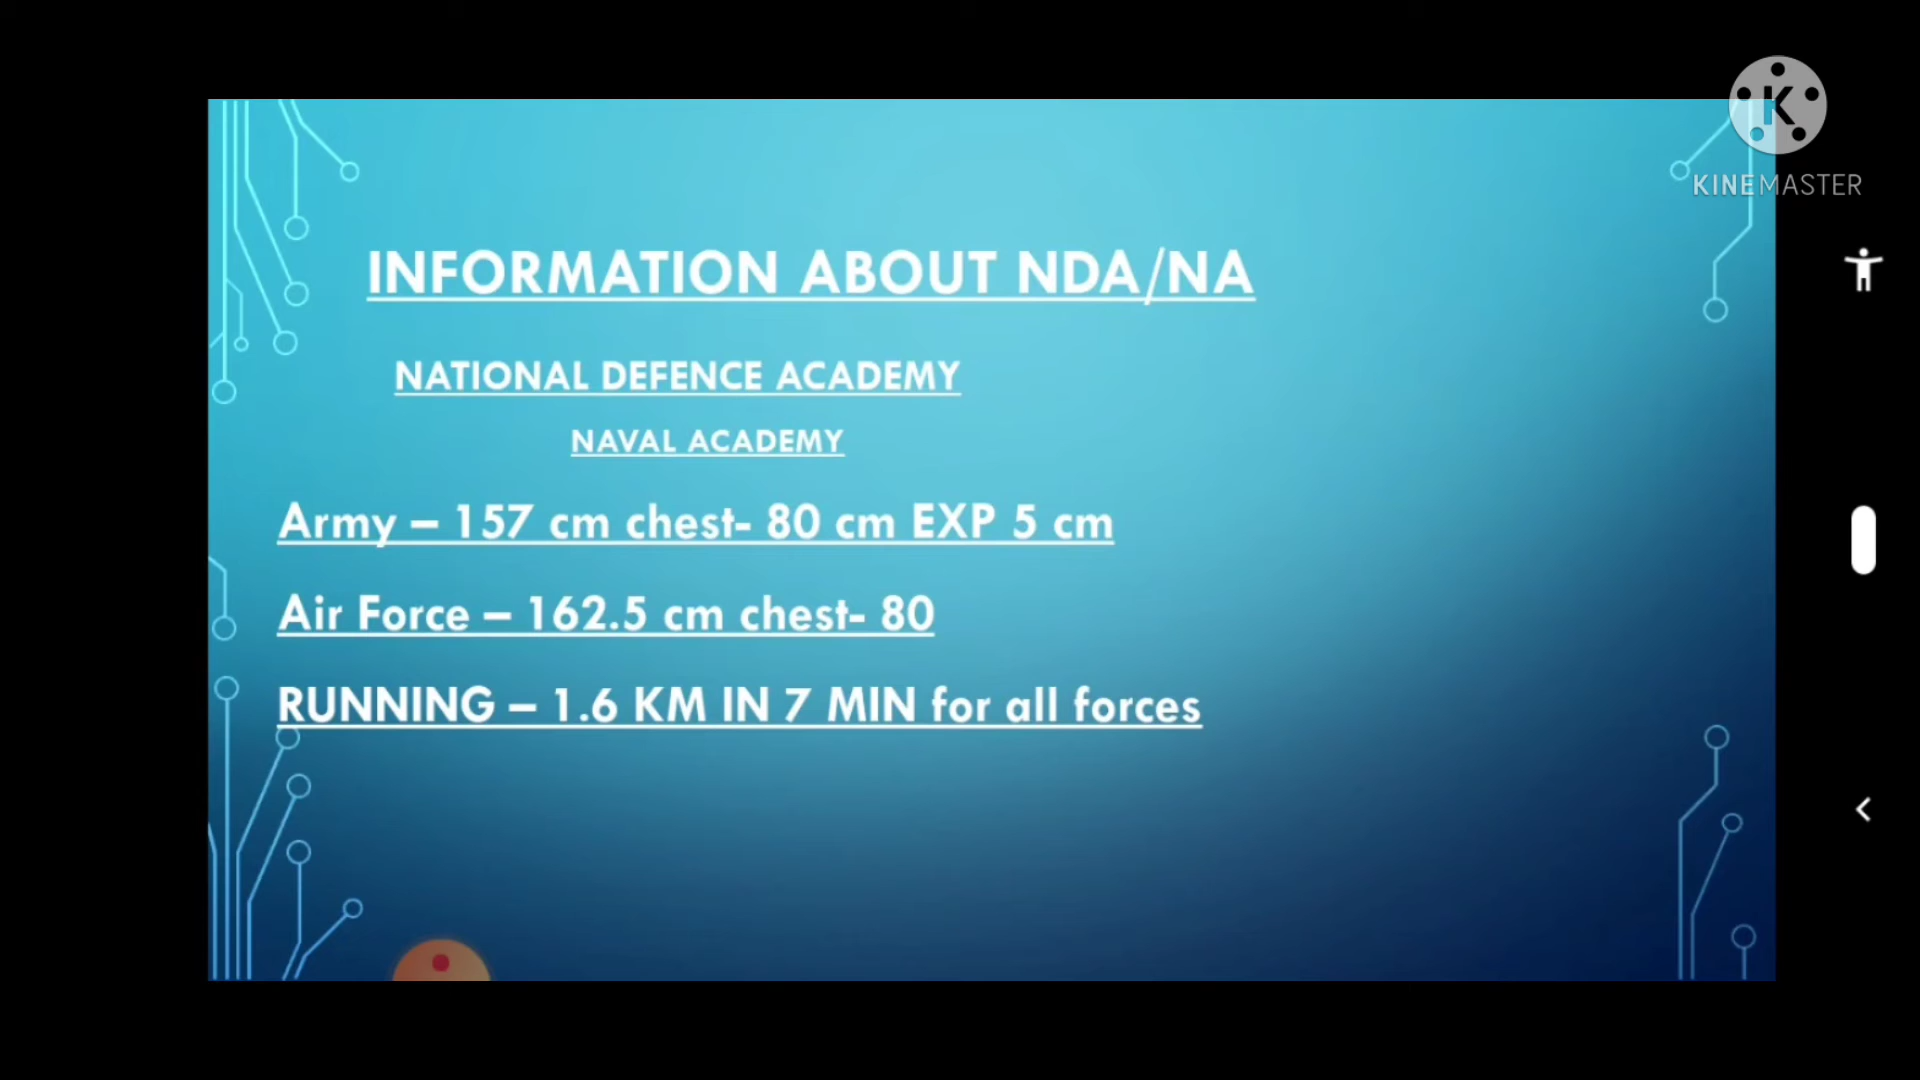 K
KINEMASTER
INFORMATION ABOUT NDA/NA
NATIONAL DEFENCE ACADEMY
NAVAL ACADEMY
Army – 157 cm chest- 80 cm EXP 5 cm
Air Force – 162.5 cm chest- 80
RUNNING – 1.6 KM IN 7 MIN for all forces